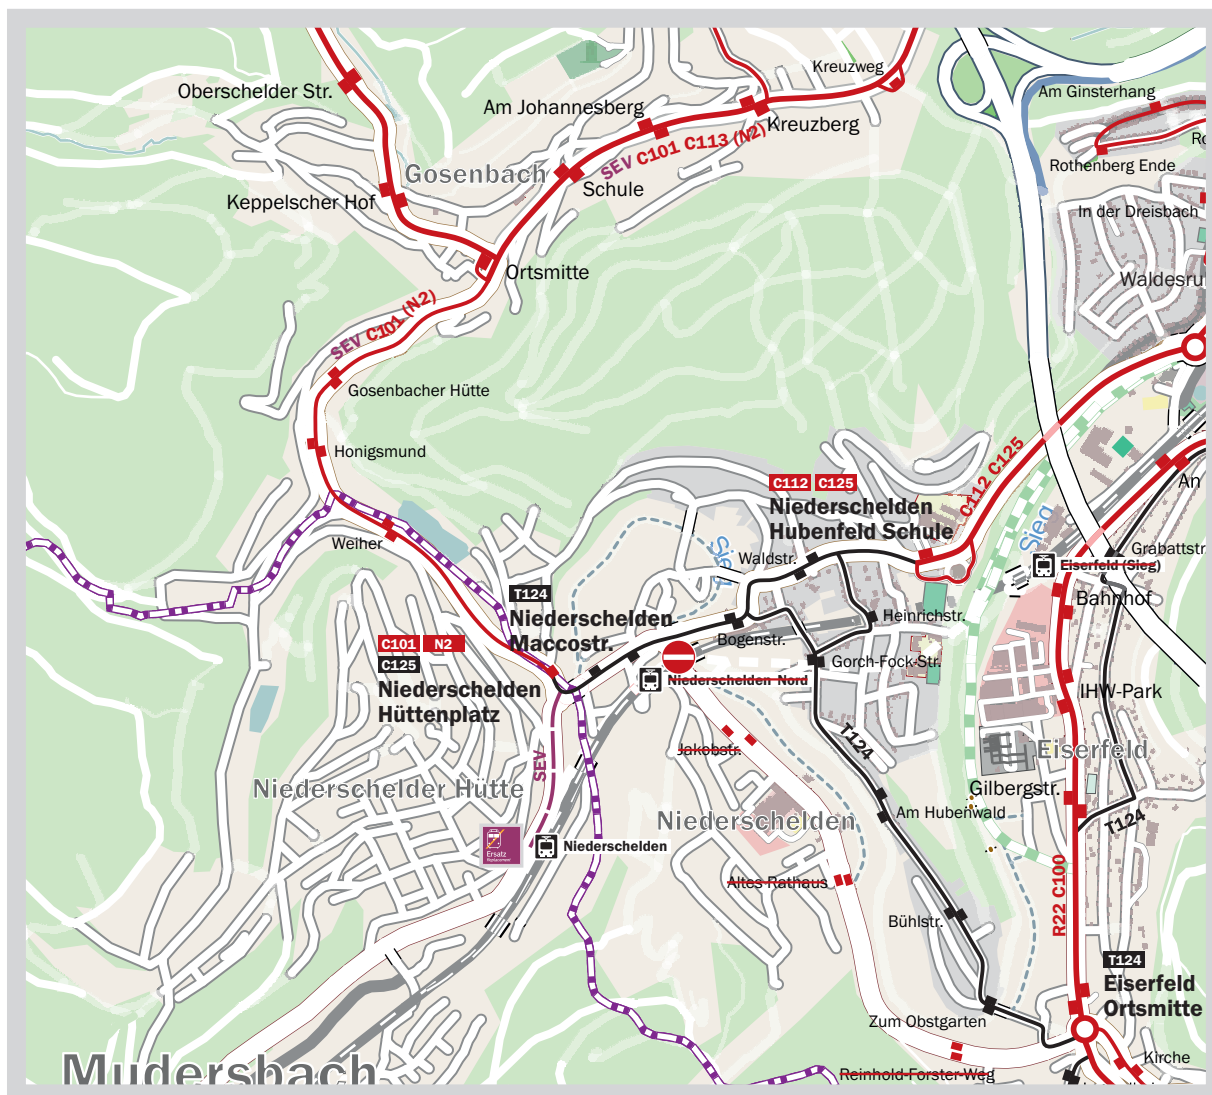 Kreuzweg
Oberschelder Str.
Am Johannesberg
Kreuzberg
Am Ginsterhang
SEV C101 C113 (N2)
Gosenbach
Schule
Rothenberg Ende
Keppelscher Hof
In der Dreisbach
Ortsmitte
Waldesru
SEV C101 (N2)
Gosenbacher Hütte
Honigsmund
C112 C125
Niederschelden
Hubenfeld Schule
C112 C125
An
Sieg
Sieg
Weiher
Waldstr.
Grabattstr.
Eiserfeld (Sieg)
Bahnhof
T124
Niederschelden
Maccostr.
Heinrichstr.
Bogenstr.
C101 N2
C125
Niederschelden
Hüttenplatz
Gorch-Fock-Str.
Niederschelden Nord
IHW-Park
Jakobstr.
T124
Eiserfeld
SEV
Niederschelder Hütte
Gilbergstr.
Am Hubenwald
T124
Niederschelden
Ersatz
Replacement
Niederschelden
Altes Rathaus
R22 C100
Bühlstr.
T124
Eiserfeld
Ortsmitte
Zum Obstgarten
Kirche
Mudersbach
Reinhold-Forster-Weg